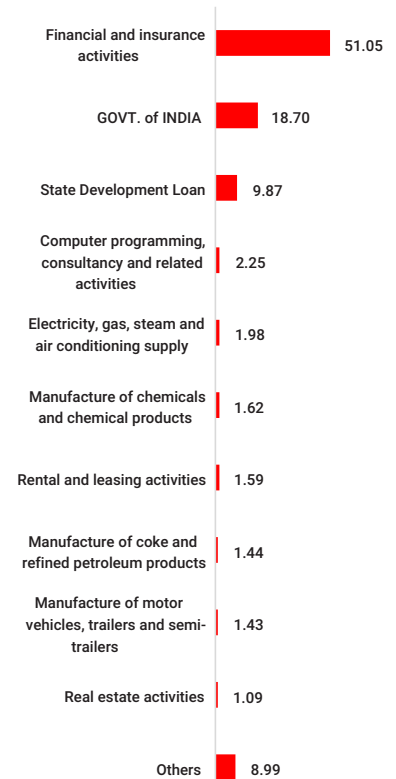 Financial and insurance
activities
51.05
GOVT. of INDIA
18.70
State Development Loan
9.87
Computer programming,
consultancy and related
activities
2.25
Electricity, gas, steam and
air conditioning supply
1.98
Manufacture of chemicals
and chemical products
1.62
Rental and leasing activities
1.59
Manufacture of coke and
refined petroleum products
1.44
Manufacture of motor
vehicles, trailers and semi-
trailers
1.43
Real estate activities
1.09
Others
8.99